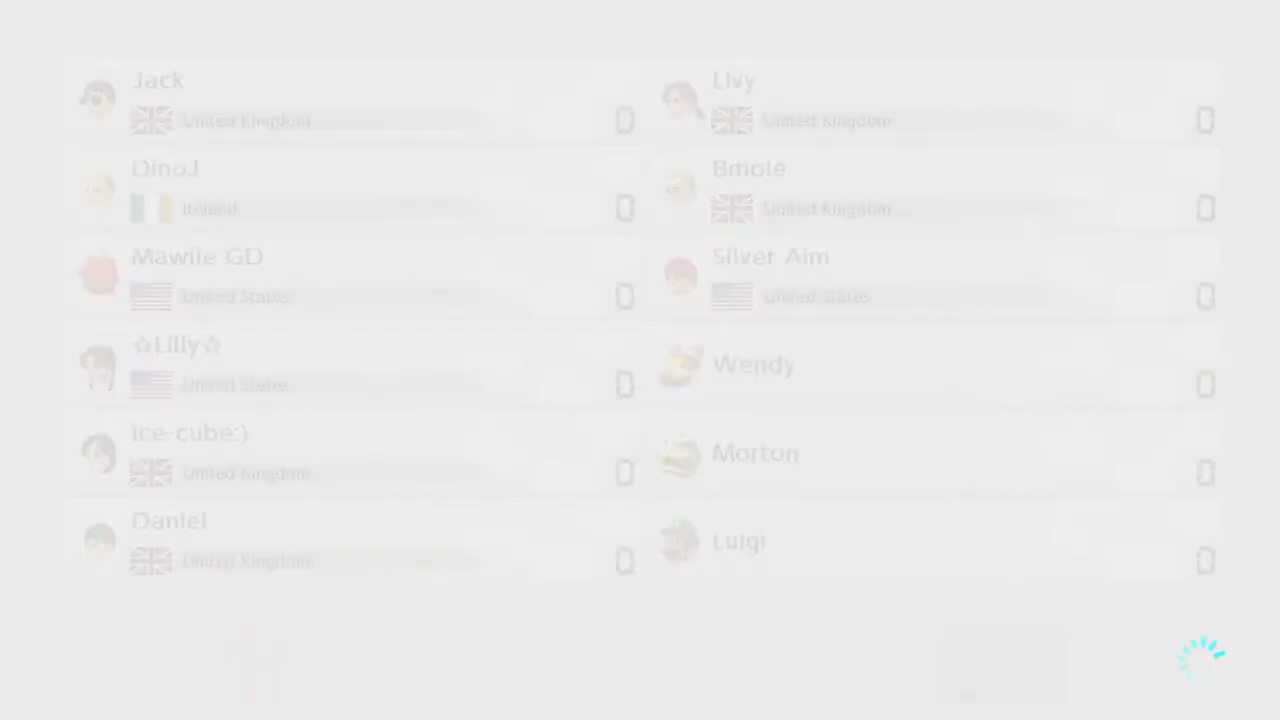 Jack
United Kingdom
0
Livy
United Kingdom
0
DinoJ
Ireland
0
Bmole
United Kingdom
0
Mawile GD
United States
0
Silver Aim
United States
0
☆Lilly☆
United States
0
Wendy
0
ice-cube:)
United Kingdom
0
Morton
0
Daniel
United Kingdom
0
Luigi
0